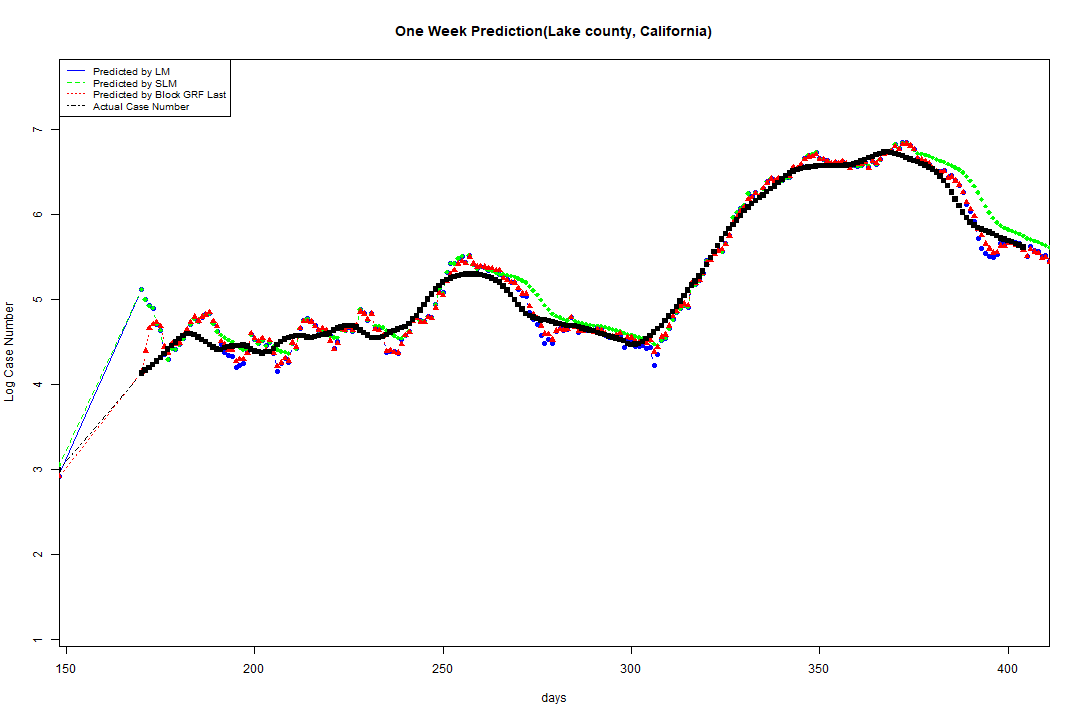 One Week Prediction(Lake county, California)
Predicted by LM
Predicted by SLM
Predicted by Block GRF Last
Actual Case Number
Log Case Number
7
6
5
4
3
2
1
150 200 250 300 350 400
days